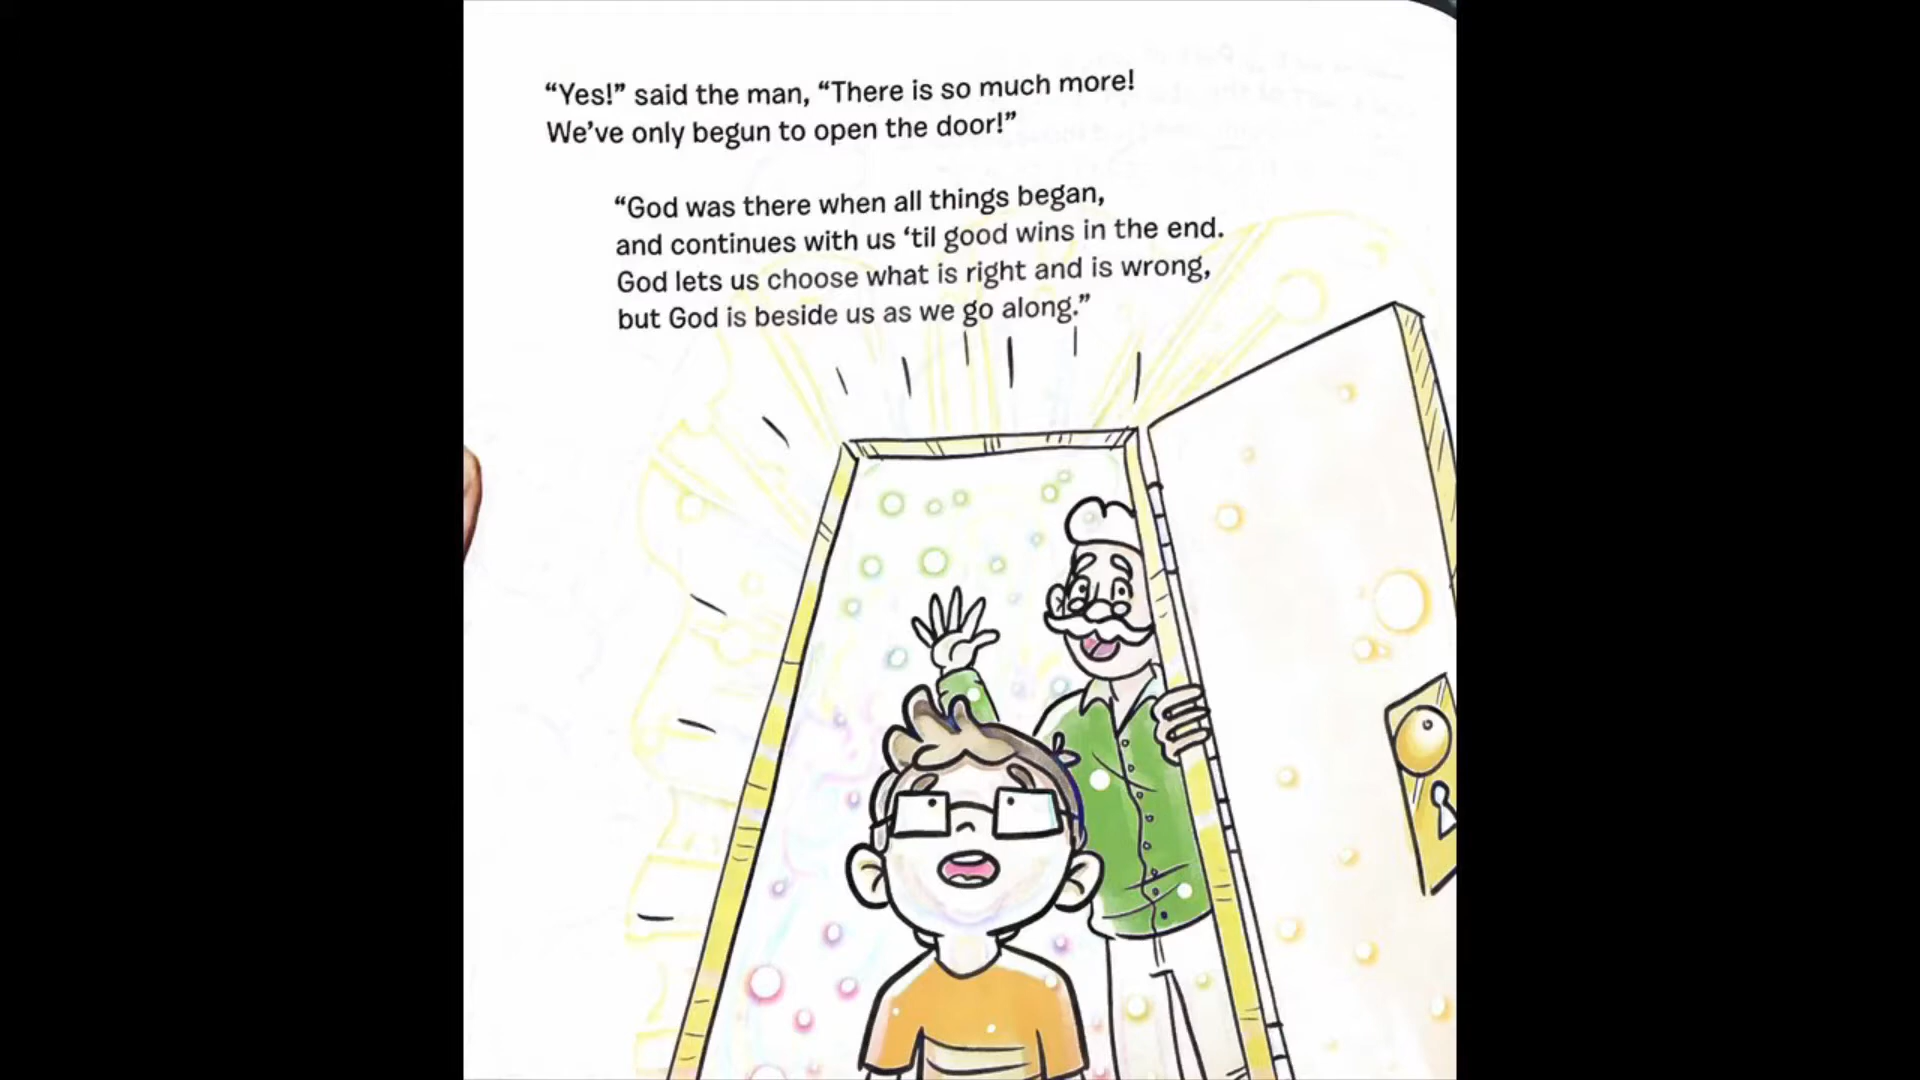 “Yes!” said the man, “There is so much more!
We’ve only begun to open the door!”
“God was there when all things began,
and continues with us ‘til good wins in the end.
God lets us choose what is right and is wrong,
but God is beside us as we go along.”